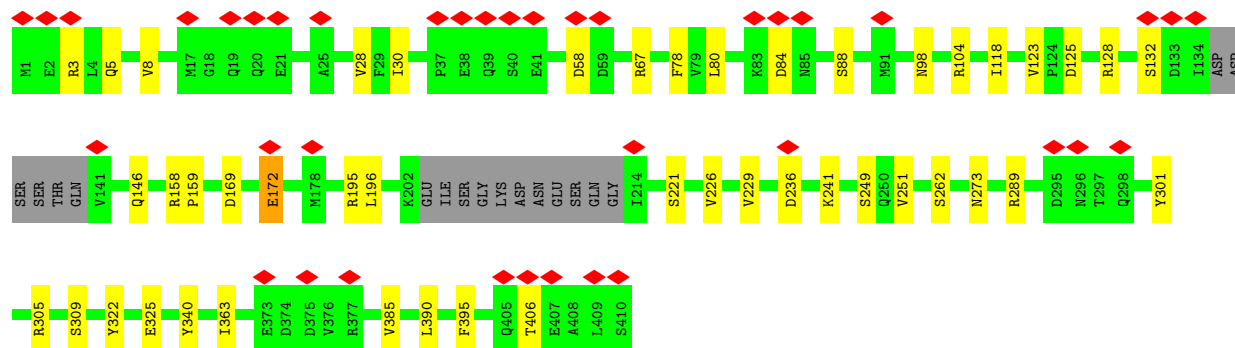 M1 E2 R3 L4 Q5 V8 M17 G18 Q19 Q20 E21 A25 V28 F29 I30 P37 E38 Q39 S40 E41 D58 D59 R67 F78 V79 L80 K83 D84 N85 S88 M91 N98 R104 I118 V123 P124 D125 R128 S132 D133 I134 ASP ASP
SER SER THR GLN V141 Q146 R158 P159 D169 E172 M178 R195 L196 K202 GLU ILE SER GLY LYS ASP ASN GLU SER GLN GLY I214 S221 V226 V229 D236 K241 S249 Q250 V251 S262 N273 R289 D295 N296 T297 Q298 Y301
R305 S309 Y322 E325 Y340 I363 E373 D374 D375 V376 R377 V385 L390 F395 Q405 T406 E407 A408 L409 S410